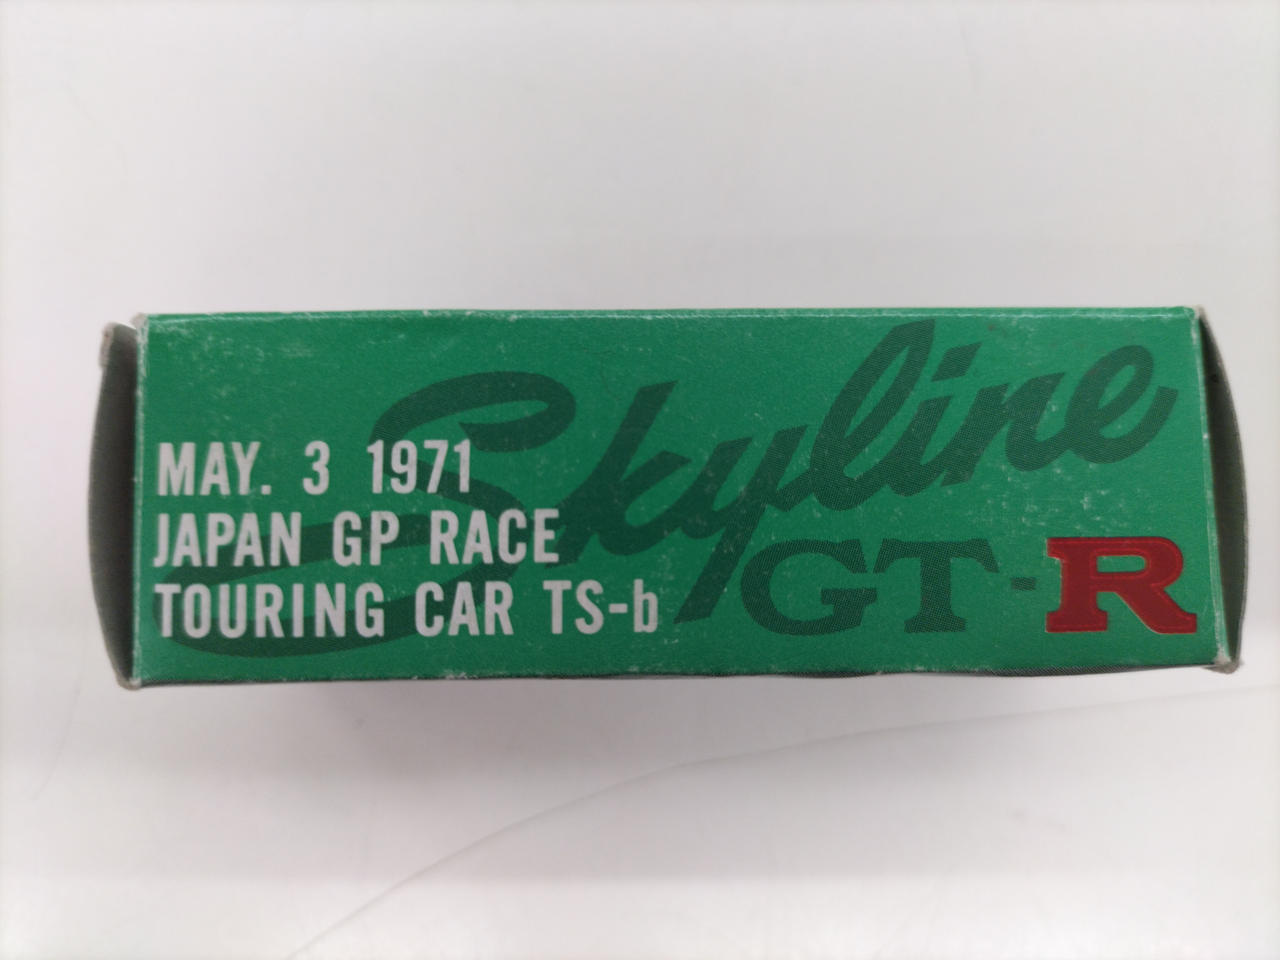 Skyline
GT-R
MAY. 3 1971
JAPAN GP RACE
TOURING CAR TS-b